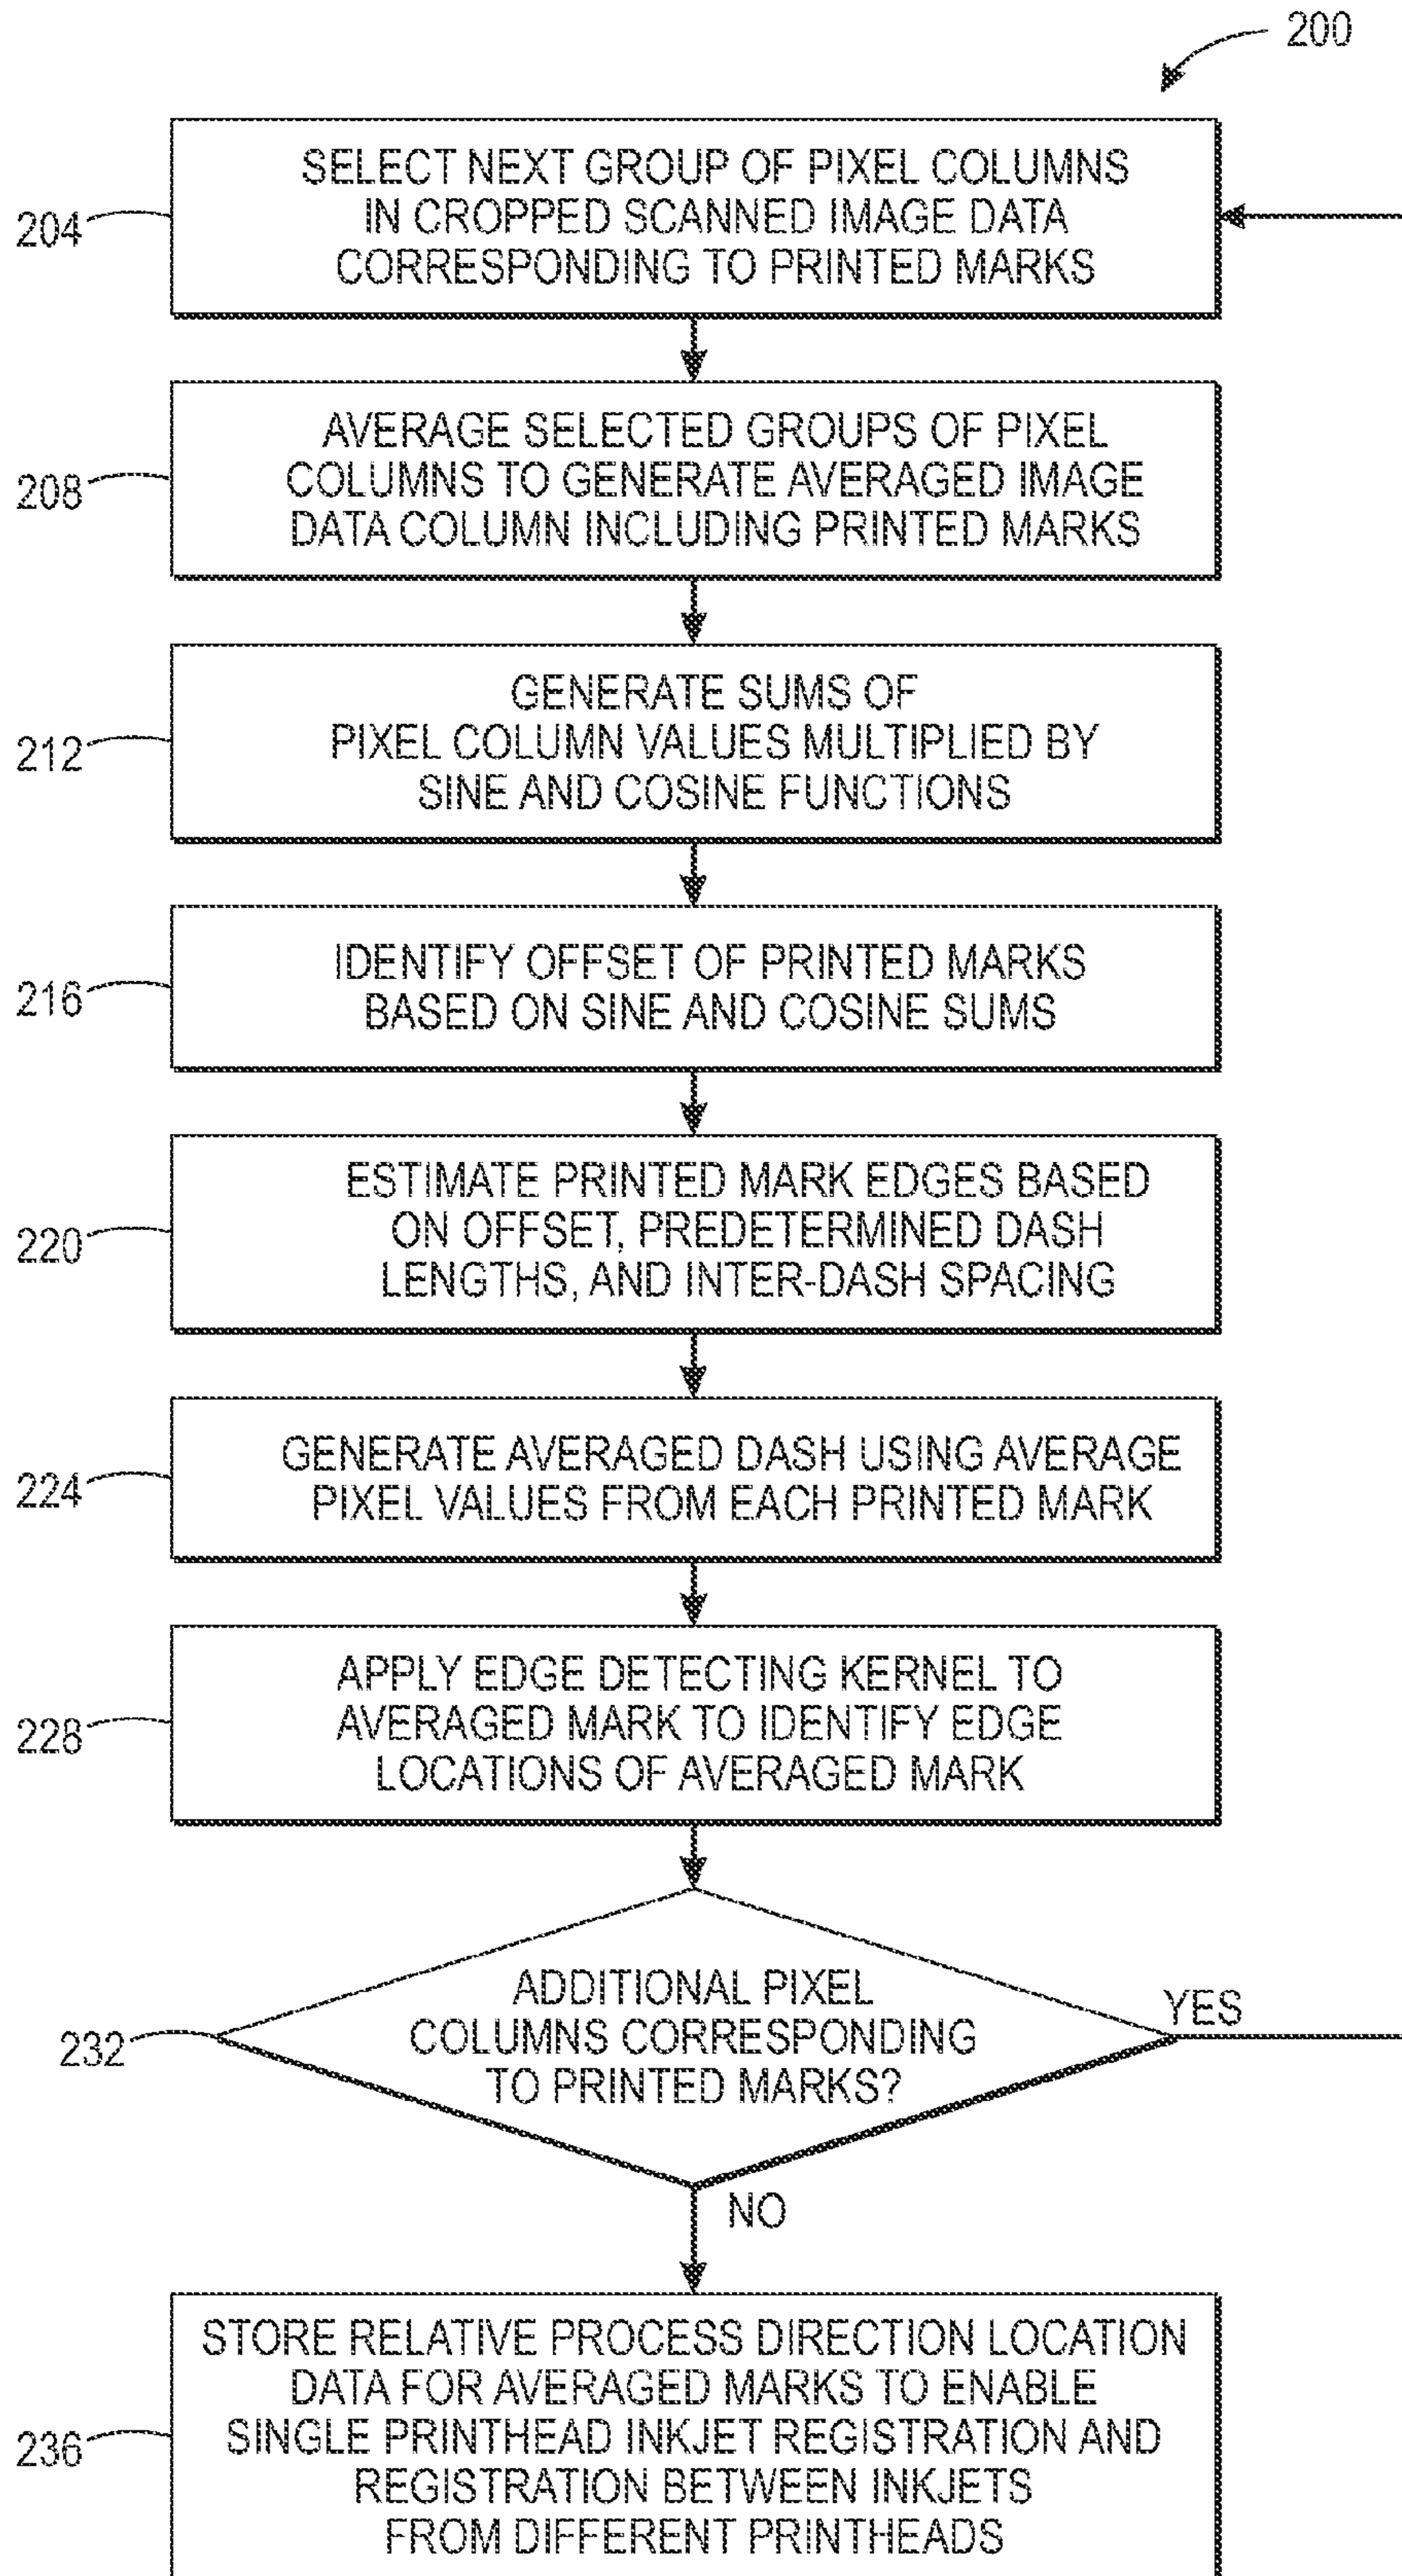 200
204
SELECT NEXT GROUP OF PIXEL COLUMNS
IN CROPPED SCANNED IMAGE DATA
CORRESPONDING TO PRINTED MARKS
208
AVERAGE SELECTED GROUPS OF PIXEL
COLUMNS TO GENERATE AVERAGED IMAGE
DATA COLUMN INCLUDING PRINTED MARKS
212
GENERATE SUMS OF
PIXEL COLUMN VALUES MULTIPLIED BY
SINE AND COSINE FUNCTIONS
216
IDENTIFY OFFSET OF PRINTED MARKS
BASED ON SINE AND COSINE SUMS
220
ESTIMATE PRINTED MARK EDGES BASED
ON OFFSET, PREDETERMINED DASH
LENGTHS, AND INTER-DASH SPACING
224
GENERATE AVERAGED DASH USING AVERAGE
PIXEL VALUES FROM EACH PRINTED MARK
228
APPLY EDGE DETECTING KERNEL TO
AVERAGED MARK TO IDENTIFY EDGE
LOCATIONS OF AVERAGED MARK
232
ADDITIONAL PIXEL
COLUMNS CORRESPONDING
TO PRINTED MARKS?
YES
NO
236
STORE RELATIVE PROCESS DIRECTION LOCATION
DATA FOR AVERAGED MARKS TO ENABLE
SINGLE PRINTHEAD INKJET REGISTRATION AND
REGISTRATION BETWEEN INKJETS
FROM DIFFERENT PRINTHEADS